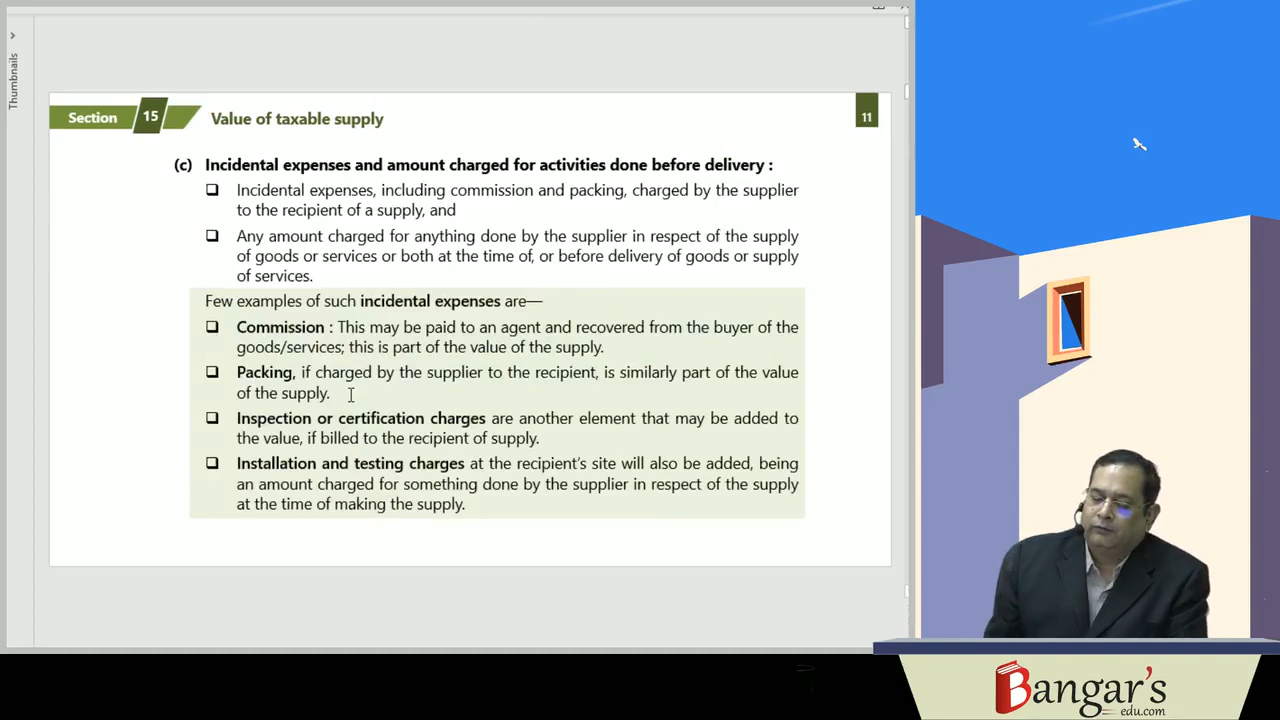 Thumbnails
Section 15 Value of taxable supply 11
(c) Incidental expenses and amount charged for activities done before delivery :
❑ Incidental expenses, including commission and packing, charged by the supplier
to the recipient of a supply, and
❑ Any amount charged for anything done by the supplier in respect of the supply
of goods or services or both at the time of, or before delivery of goods or supply
of services.
Few examples of such incidental expenses are—
❑ Commission : This may be paid to an agent and recovered from the buyer of the
goods/services; this is part of the value of the supply.
❑ Packing, if charged by the supplier to the recipient, is similarly part of the value
of the supply.
❑ Inspection or certification charges are another element that may be added to
the value, if billed to the recipient of supply.
❑ Installation and testing charges at the recipient's site will also be added, being
an amount charged for something done by the supplier in respect of the supply
at the time of making the supply.
Bangar's
edu.com